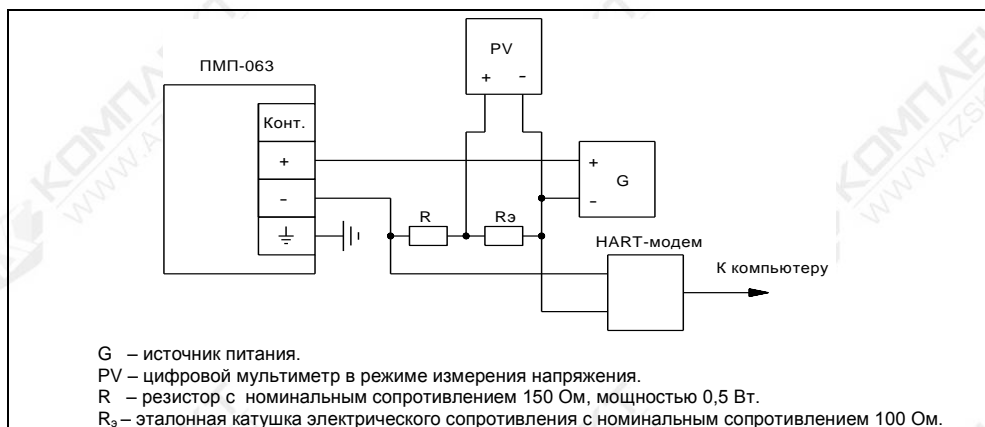 PV
+ -
ПМП-063
Конт.
+
-
+
-
G
R
Rэ
HART-модем
К компьютеру
G – источник питания.
PV – цифровой мультиметр в режиме измерения напряжения.
R – резистор с номинальным сопротивлением 150 Ом, мощностью 0,5 Вт.
Rэ – эталонная катушка электрического сопротивления с номинальным сопротивлением 100 Ом.